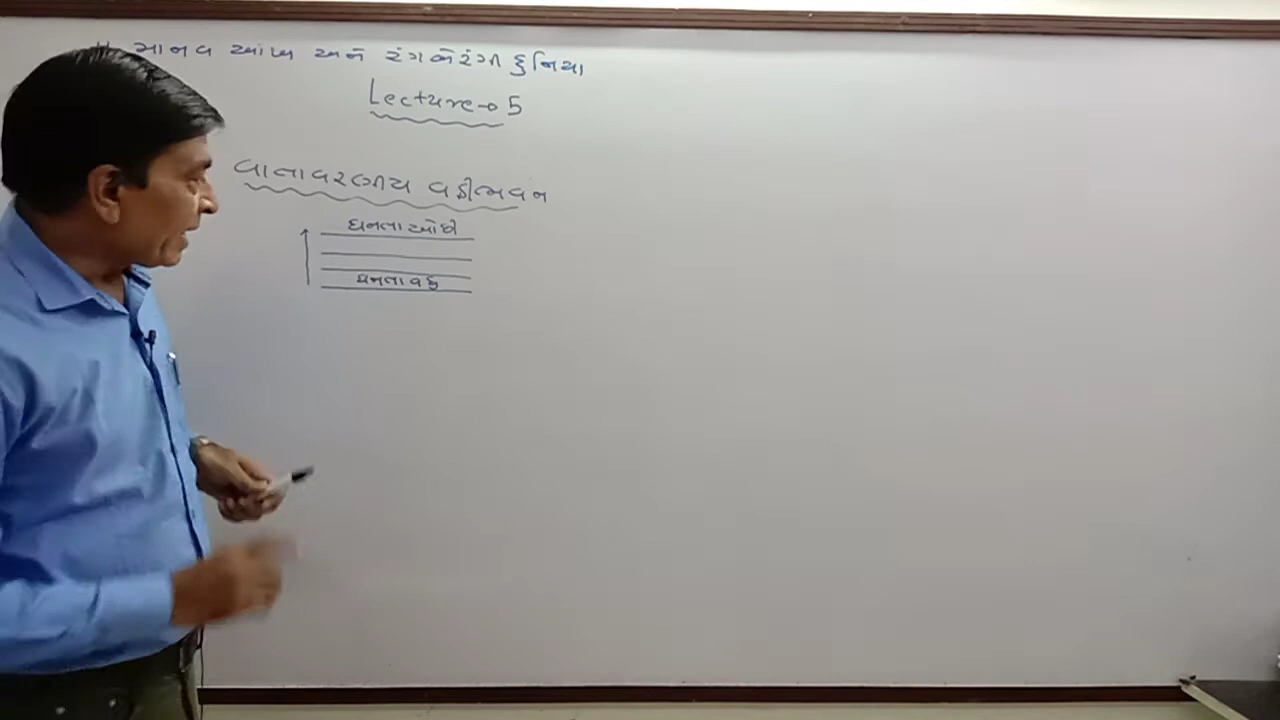 માનવ આંખ અને રંગબેરંગી દુનિયા
Lecture → 5
વાતાવરણીય વક્રીભવન
ઘનતા ઓછી
ઘનતા વધુ